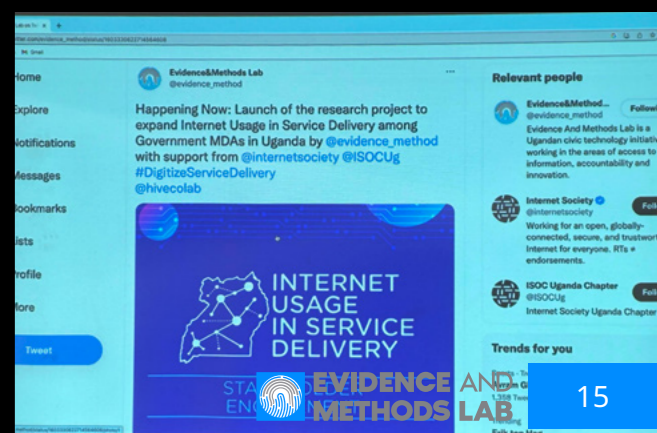 Home
Explore
Notifications
Messages
Bookmarks
Lists
Profile
More
Tweet
Evidence&Methods Lab
@evidence_method
Happening Now: Launch of the research project to
expand Internet Usage in Service Delivery among
Government MDAs in Uganda by @evidence_method
with support from @internetsociety @ISOCUg
#DigitizeServiceDelivery
@hivecolab
INTERNET
USAGE
IN SERVICE
DELIVERY
Relevant people
Evidence&Method...
@evidence_method
Evidence And Methods Lab is a
Ugandan civic technology initiativ
working in the areas of access to
information, accountability and
innovation.
Internet Society
@internetsociety
Working for an open, globally-
connected, secure, and trustwort
Internet for everyone. RTs ≠
endorsements.
ISOC Uganda Chapter
@ISOCUg
Internet Society Uganda Chapter
Trends for you
EVIDENCE AND
METHODS LAB
15